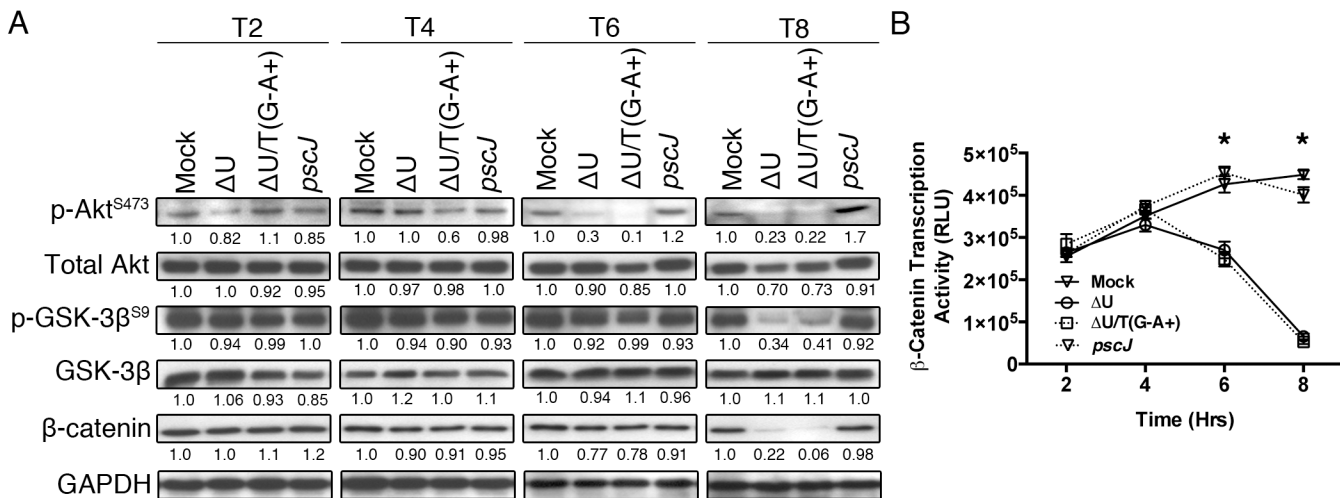 A
T2 T4 T6 T8
Mock ΔU ΔU/T(G-A+) pscJ Mock ΔU ΔU/T(G-A+) pscJ Mock ΔU ΔU/T(G-A+) pscJ Mock ΔU ΔU/T(G-A+) pscJ
p-Akt^S473
1.0 0.82 1.1 0.85 1.0 1.0 0.6 0.98 1.0 0.3 0.1 1.2 1.0 0.23 0.22 1.7
Total Akt
1.0 1.0 0.92 0.95 1.0 0.97 0.98 1.0 1.0 0.90 0.85 1.0 1.0 0.70 0.73 0.91
p-GSK-3β^S9
1.0 0.94 0.99 1.0 1.0 0.94 0.90 0.93 1.0 0.92 0.99 0.93 1.0 0.34 0.41 0.92
GSK-3β
1.0 1.06 0.93 0.85 1.0 1.2 1.0 1.1 1.0 0.94 1.1 0.96 1.0 1.1 1.1 1.0
β-catenin
1.0 1.0 1.1 1.2 1.0 0.90 0.91 0.95 1.0 0.77 0.78 0.91 1.0 0.22 0.06 0.98
GAPDH
B
β-Catenin Transcription
Activity (RLU)
* *
5×10⁵
4×10⁵
3×10⁵
2×10⁵
1×10⁵
0
Mock
ΔU
ΔU/T(G-A+)
pscJ
2 4 6 8
Time (Hrs)